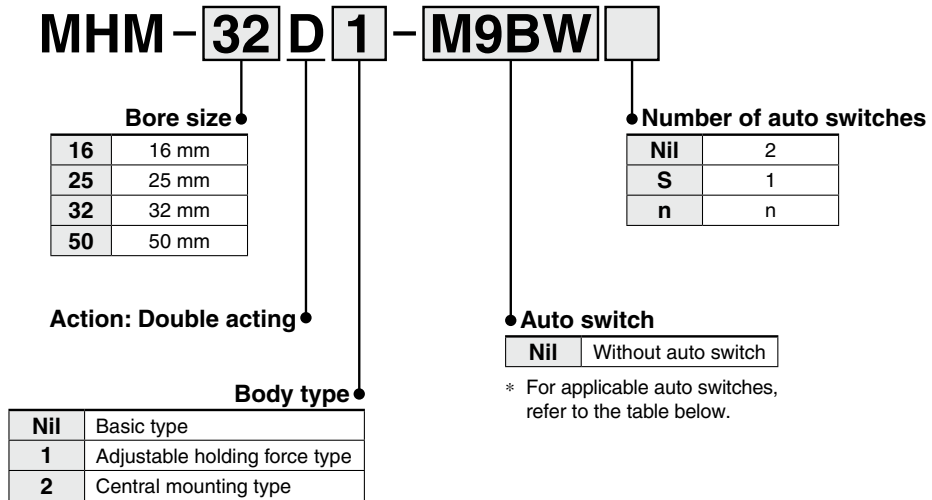 MHM – 32 D 1 – M9BW
Bore size
16 16 mm
25 25 mm
32 32 mm
50 50 mm
Number of auto switches
Nil 2
S 1
n n
Action: Double acting
Auto switch
Nil Without auto switch
* For applicable auto switches,
refer to the table below.
Body type
Nil Basic type
1 Adjustable holding force type
2 Central mounting type